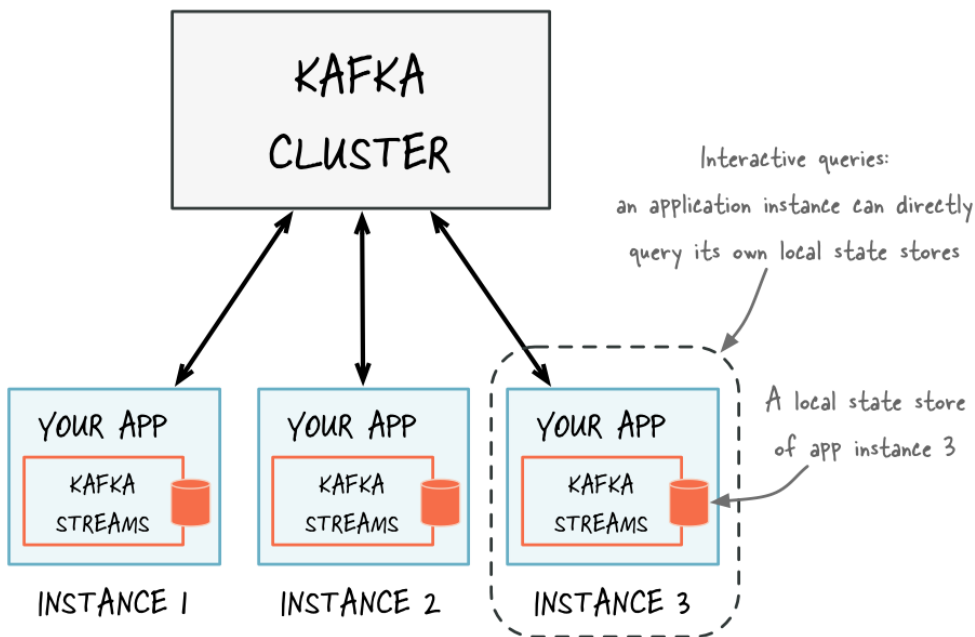 KAFKA
CLUSTER
Interactive queries:
an application instance can directly
query its own local state stores
YOUR APP
KAFKA
STREAMS
INSTANCE 1
YOUR APP
KAFKA
STREAMS
INSTANCE 2
YOUR APP
KAFKA
STREAMS
INSTANCE 3
A local state store
of app instance 3